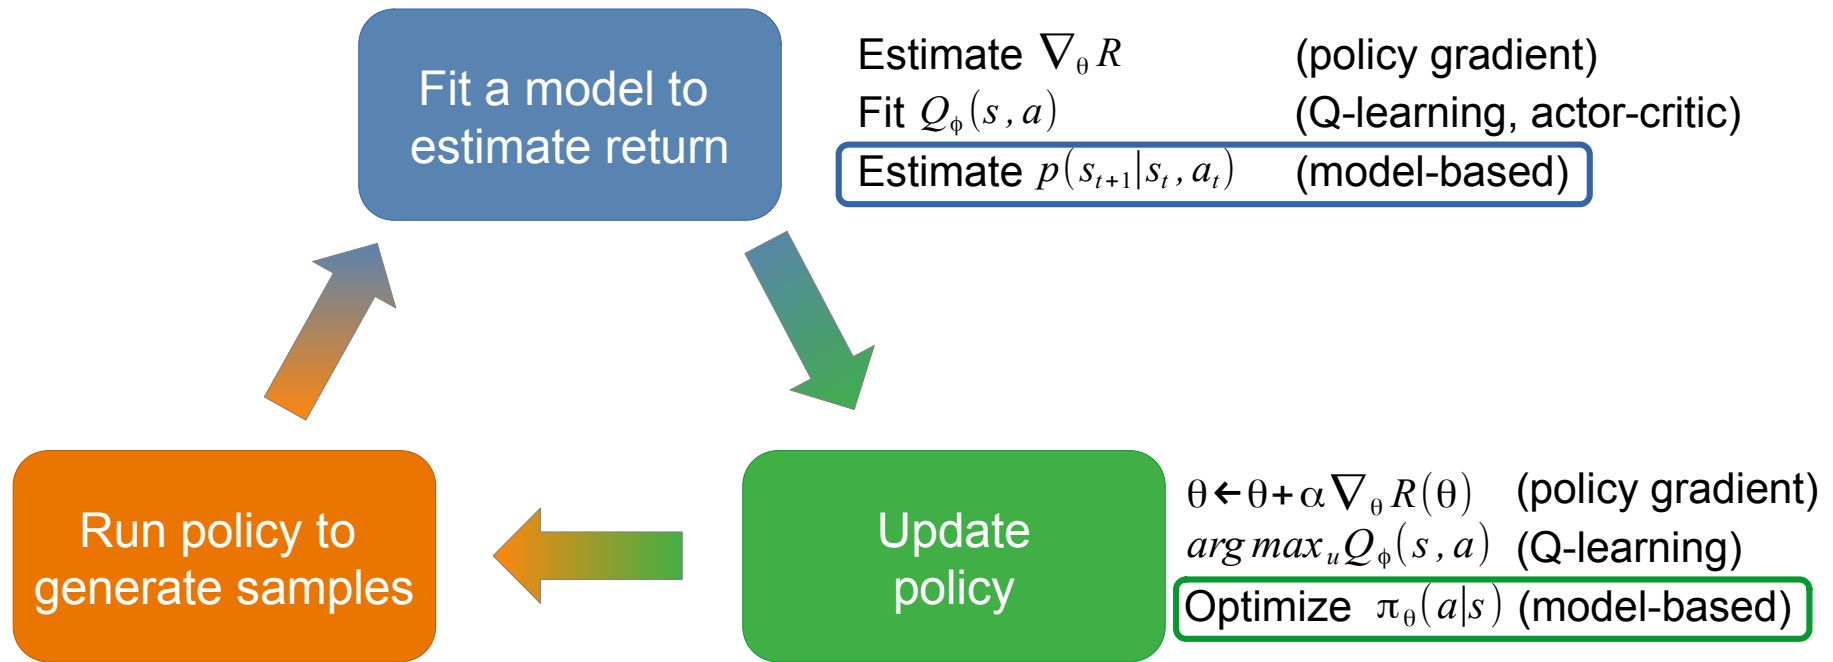 Fit a model to
estimate return
Estimate ∇θ R (policy gradient)
Fit Qϕ(s, a) (Q-learning, actor-critic)
Estimate p(sₜ₊₁|sₜ, aₜ) (model-based)
Run policy to
generate samples
Update
policy
θ←θ+α∇θ R(θ) (policy gradient)
arg maxᵤ Qϕ(s, a) (Q-learning)
Optimize πθ(a|s) (model-based)